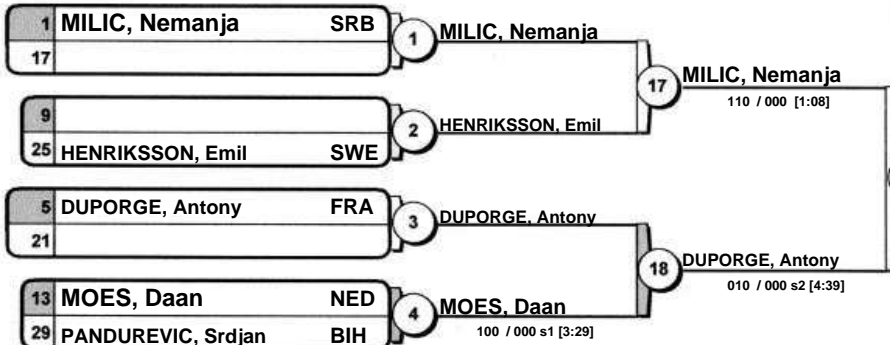 1 MILIC, Nemanja SRB
17
1 MILIC, Nemanja
17 MILIC, Nemanja
110 / 000 [1:08]
9
25 HENRIKSSON, Emil SWE
2 HENRIKSSON, Emil
5 DUPORGE, Antony FRA
21
3 DUPORGE, Antony
18 DUPORGE, Antony
010 / 000 s2 [4:39]
13 MOES, Daan NED
29 PANDUREVIC, Srdjan BIH
4 MOES, Daan
100 / 000 s1 [3:29]